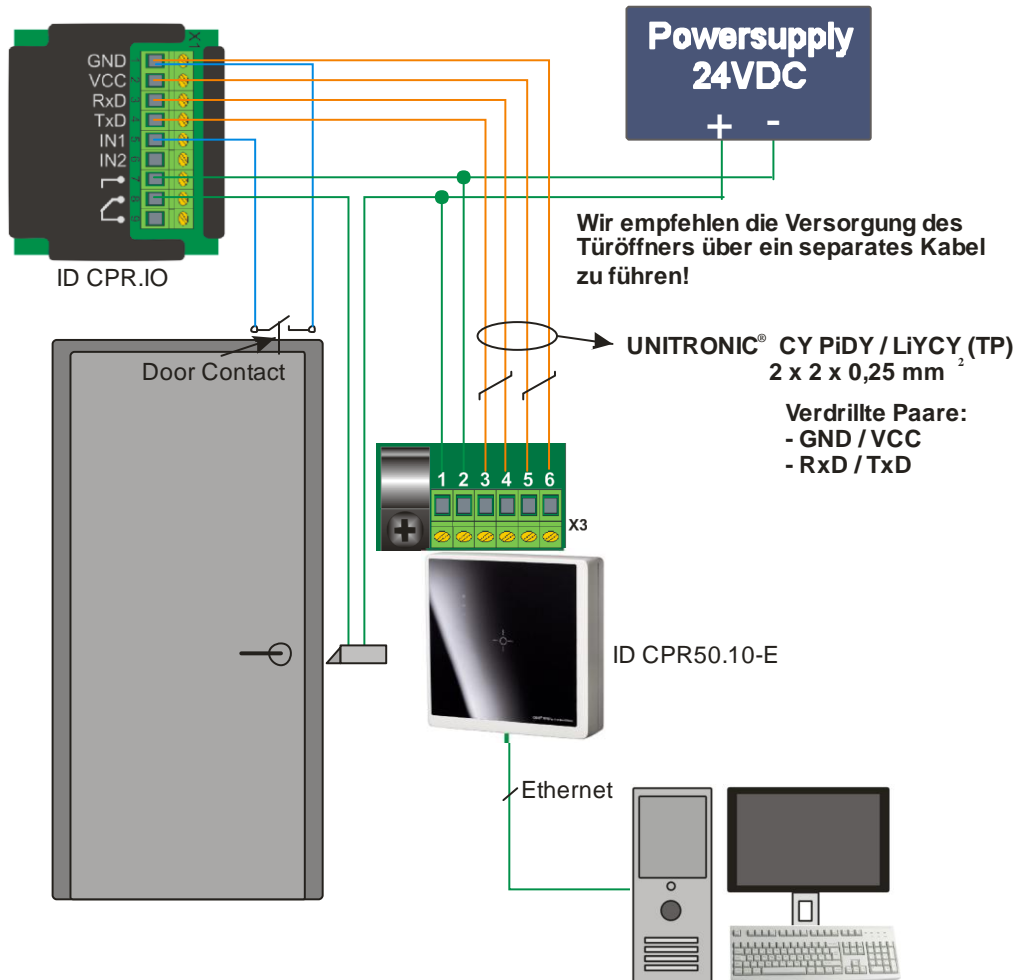 X1
GND 1
VCC 2
RxD 3
TxD 4
IN1 5
IN2 6
7
8
9
ID CPR.IO
Powersupply
24VDC
+ -
Wir empfehlen die Versorgung des
Türöffners über ein separates Kabel
zu führen!
UNITRONIC® CY PiDY / LiYCY (TP)
2 x 2 x 0,25 mm²
Verdrillte Paare:
- GND / VCC
- RxD / TxD
Door Contact
1 2 3 4 5 6
X3
ID CPR50.10-E
Ethernet